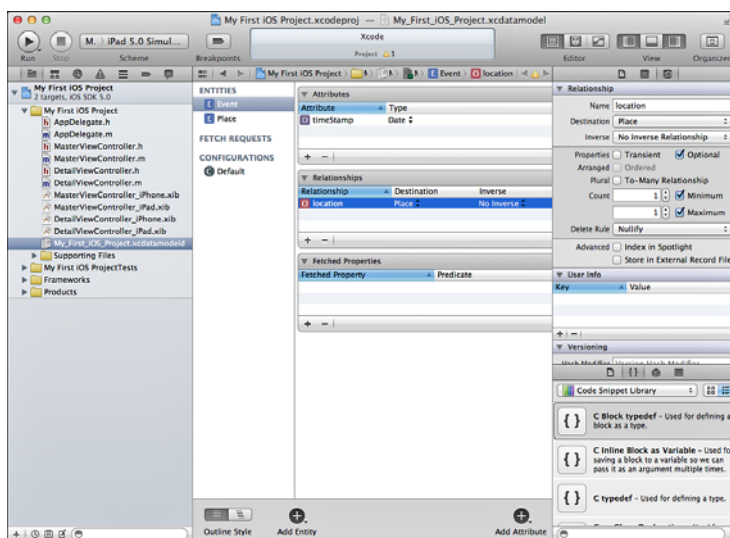 My First iOS Project.xcodeproj — My_First_iOS_Project.xcdatamodel
M. iPad 5.0 Simul...
Xcode
Project 1
Run Stop Scheme Breakpoints Editor View Organizer
My First iOS Project Event location
My First iOS Project
2 targets, iOS SDK 5.0
My First iOS Project
AppDelegate.h
AppDelegate.m
MasterViewController.h
MasterViewController.m
DetailViewController.h
DetailViewController.m
MasterViewController_iPhone.xib
MasterViewController_iPad.xib
DetailViewController_iPhone.xib
DetailViewController_iPad.xib
My_First_iOS_Project.xcdatamodeld
Supporting Files
My First iOS ProjectTests
Frameworks
Products
ENTITIES
E Event
E Place
FETCH REQUESTS
CONFIGURATIONS
C Default
Attributes
Attribute Type
timeStamp Date
+ −
Relationships
Relationship Destination Inverse
location Place No Inverse
+ −
Fetched Properties
Fetched Property Predicate
+ −
Outline Style Add Entity Add Attribute
Relationship
Name location
Destination Place
Inverse No Inverse Relationship
Properties Transient Optional
Arranged Ordered
Plural To-Many Relationship
Count 1 Minimum
1 Maximum
Delete Rule Nullify
Advanced Index in Spotlight
Store in External Record File
User Info
Key Value
+ −
Versioning
Hash Modifier Version Hash Modifier
Code Snippet Library
{ } C Block typedef – Used for defining a
block as a type.
{ } C Inline Block as Variable – Used for
saving a block to a variable so we can
pass it as an argument multiple times.
{ } C typedef – Used for defining a type.